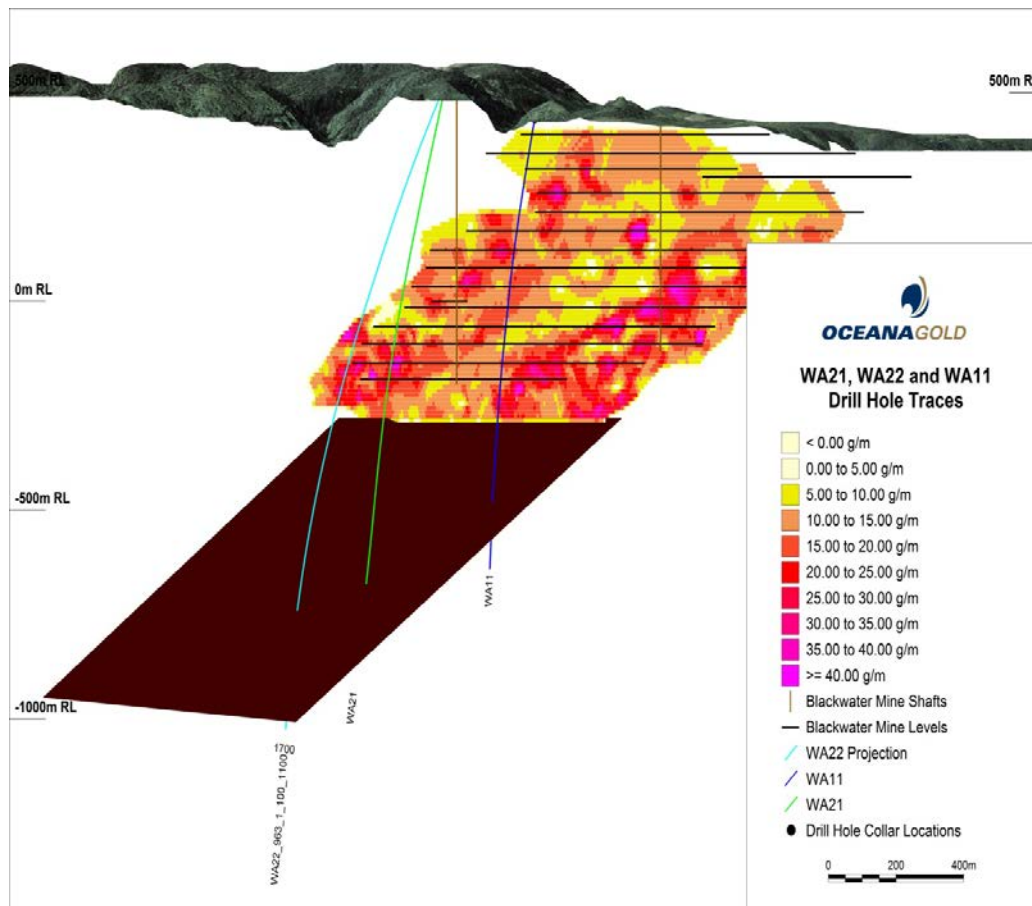 500m RL
500m R
0m RL
-500m RL
-1000m RL
WA11
WA21
1700
WA22_963_1_100_1100
OCEANAGOLD
WA21, WA22 and WA11
Drill Hole Traces
< 0.00 g/m
0.00 to 5.00 g/m
5.00 to 10.00 g/m
10.00 to 15.00 g/m
15.00 to 20.00 g/m
20.00 to 25.00 g/m
25.00 to 30.00 g/m
30.00 to 35.00 g/m
35.00 to 40.00 g/m
>= 40.00 g/m
Blackwater Mine Shafts
Blackwater Mine Levels
WA22 Projection
WA11
WA21
Drill Hole Collar Locations
0 200 400m